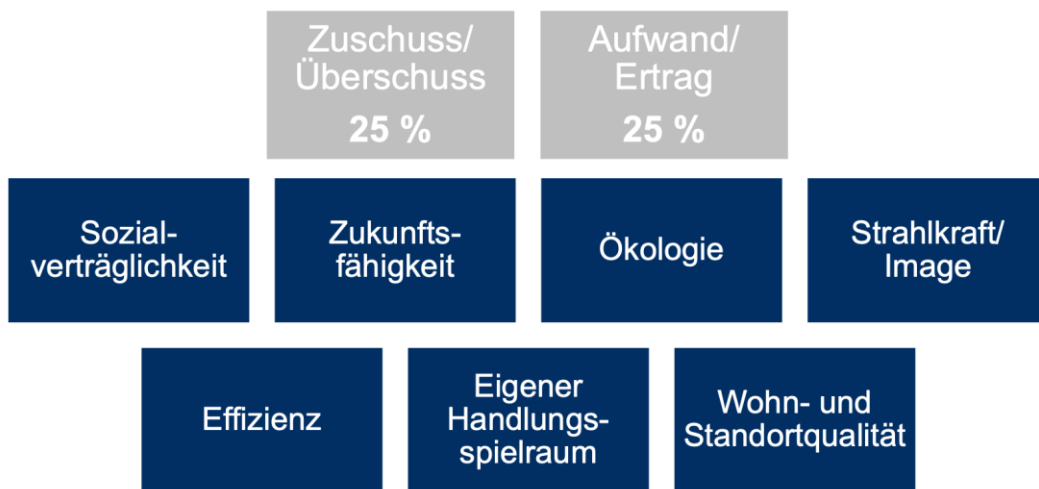 Zuschuss/
Überschuss
25 %
Aufwand/
Ertrag
25 %
Sozial-
verträglichkeit
Zukunfts-
fähigkeit
Ökologie
Strahlkraft/
Image
Effizienz
Eigener
Handlungs-
spielraum
Wohn- und
Standortqualität